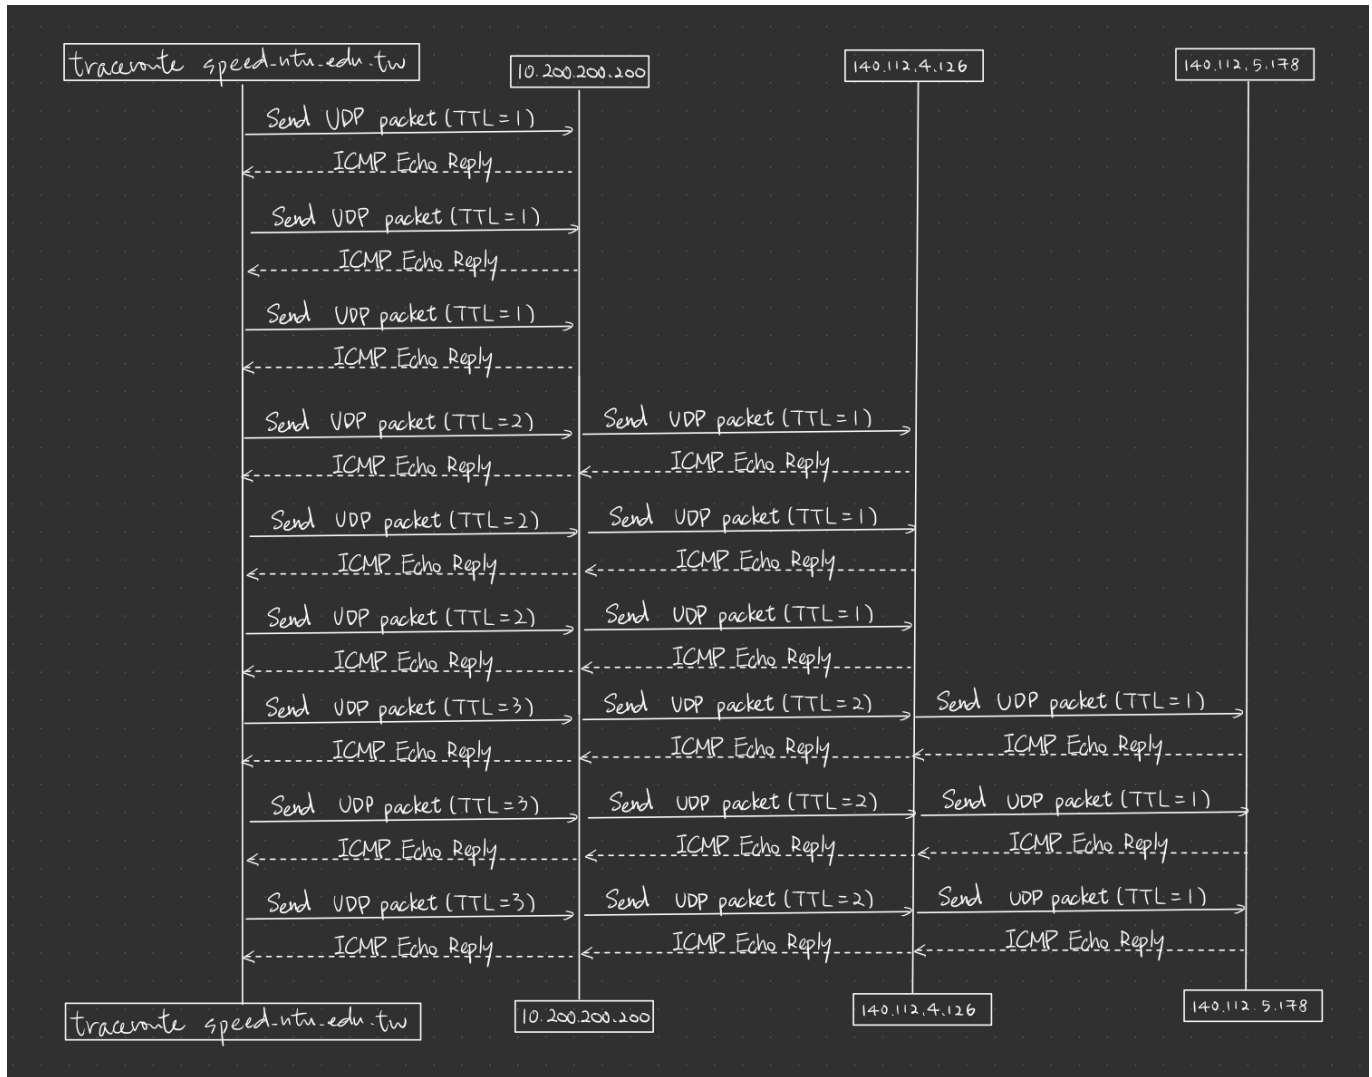 traceroute speed.ntu.edu.tw
10.200.200.200
140.112.4.126
140.112.5.178
Send UDP packet (TTL=1)
ICMP Echo Reply
Send UDP packet (TTL=1)
ICMP Echo Reply
Send UDP packet (TTL=1)
ICMP Echo Reply
Send UDP packet (TTL=2) Send UDP packet (TTL=1)
ICMP Echo Reply ICMP Echo Reply
Send UDP packet (TTL=2) Send UDP packet (TTL=1)
ICMP Echo Reply ICMP Echo Reply
Send UDP packet (TTL=2) Send UDP packet (TTL=1)
ICMP Echo Reply ICMP Echo Reply
Send UDP packet (TTL=3) Send UDP packet (TTL=2) Send UDP packet (TTL=1)
ICMP Echo Reply ICMP Echo Reply ICMP Echo Reply
Send UDP packet (TTL=3) Send UDP packet (TTL=2) Send UDP packet (TTL=1)
ICMP Echo Reply ICMP Echo Reply ICMP Echo Reply
Send UDP packet (TTL=3) Send UDP packet (TTL=2) Send UDP packet (TTL=1)
ICMP Echo Reply ICMP Echo Reply ICMP Echo Reply
traceroute speed.ntu.edu.tw
10.200.200.200
140.112.4.126
140.112.5.178